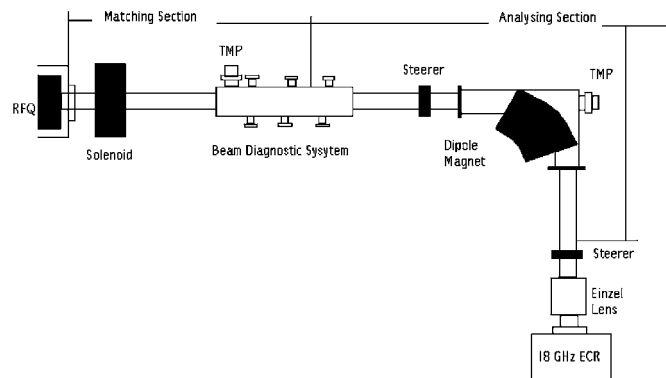 Matching Section
Analysing Section
TMP
Steerer
TMP
RFQ
Solenoid
Beam Diagnostic Sysytem
Dipole
Magnet
Steerer
Einzel
Lens
18 GHz ECR